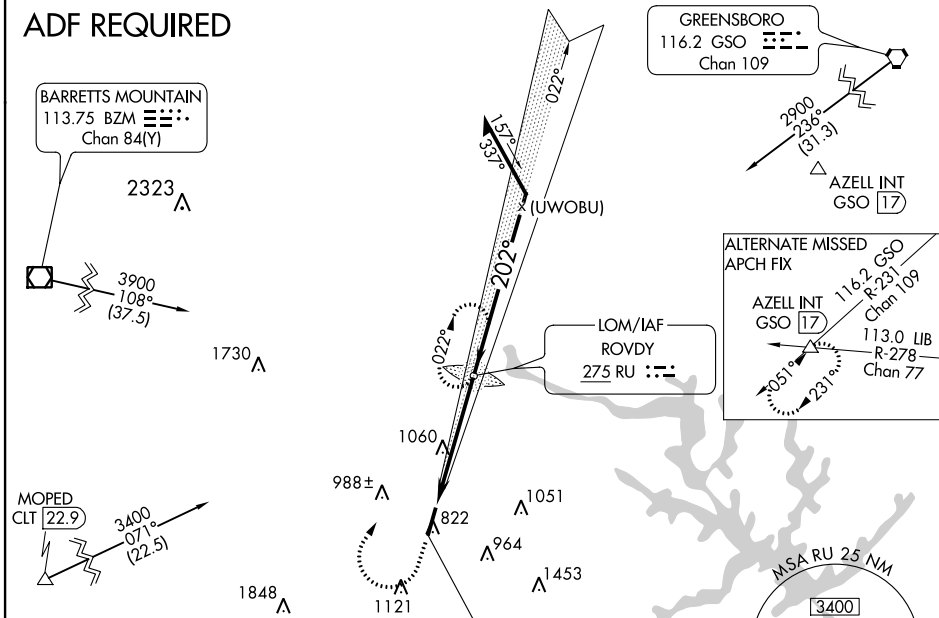 ADF REQUIRED
BARRETTS MOUNTAIN
113.75 BZM
Chan 84(Y)
2323
3900
108°
(37.5)
1730
GREENSBORO
116.2 GSO
Chan 109
2900
236°
(31.3)
AZELL INT
GSO 17
022°
157°
337°
(UWOBU)
202°
022°
LOM/IAF
ROVDY
275 RU
ALTERNATE MISSED
APCH FIX
116.2 GSO
R-231
Chan 109
AZELL INT
GSO 17
113.0 LIB
R-278
Chan 77
051°
231°
1060
988±
822
1051
964
1453
1121
1848
MOPED
CLT 22.9
3400
071°
(22.5)
MSA RU 25 NM
3400